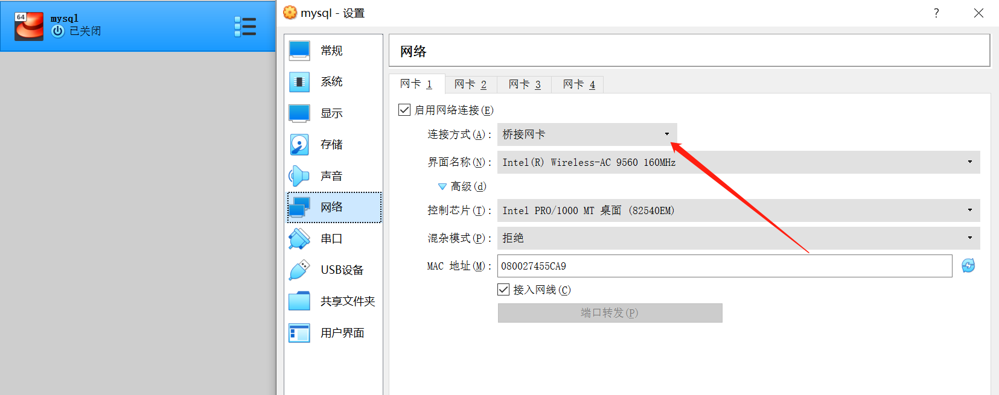 64
mysql
已关闭
mysql - 设置
?
常规
系统
显示
存储
声音
网络
串口
USB设备
共享文件夹
用户界面
网络
网卡 1
网卡 2
网卡 3
网卡 4
启用网络连接(E)
连接方式(A):
桥接网卡
界面名称(N):
Intel(R) Wireless-AC 9560 160MHz
高级(d)
控制芯片(T):
Intel PRO/1000 MT 桌面 (82540EM)
混杂模式(P):
拒绝
MAC 地址(M):
080027455CA9
接入网线(C)
端口转发(P)